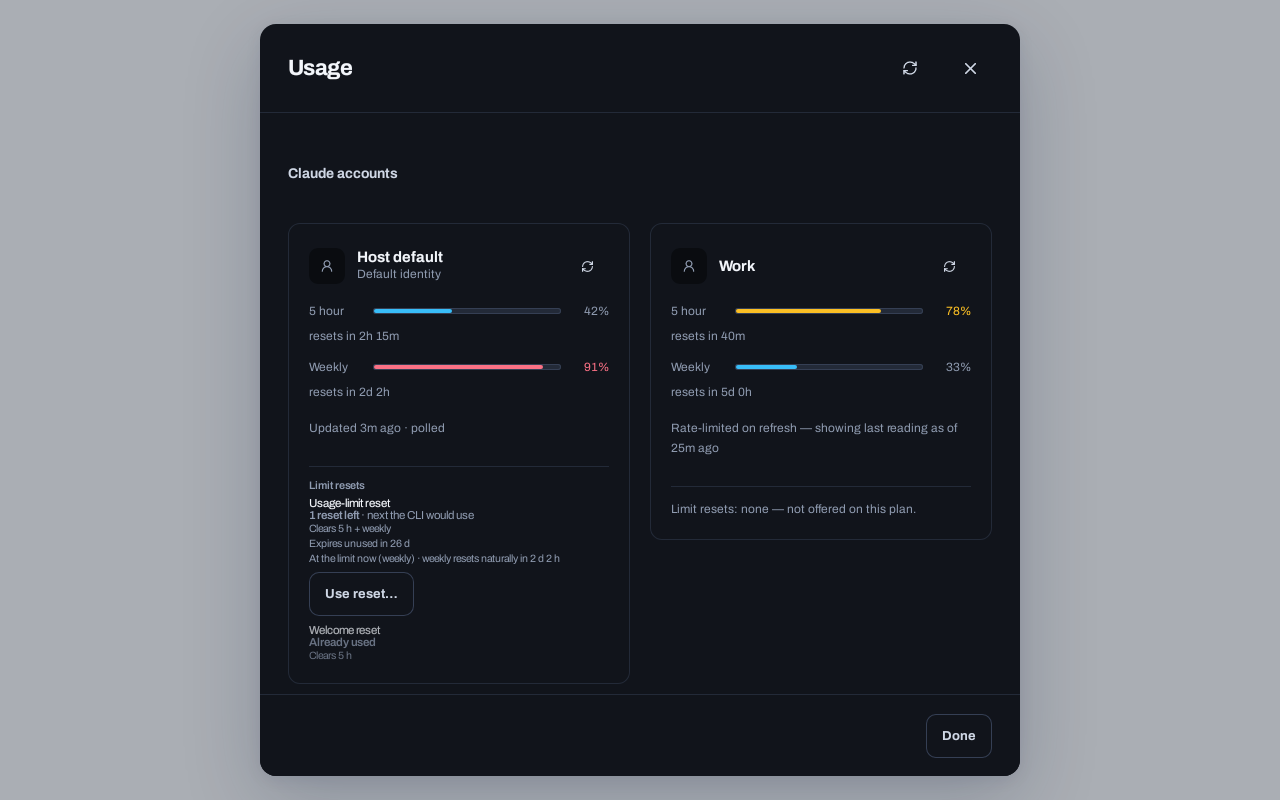 Usage
Claude accounts
Host default
Default identity
5 hour 42%
resets in 2h 15m
Weekly 91%
resets in 2d 2h
Updated 3m ago · polled
Limit resets
Usage-limit reset
1 reset left · next the CLI would use
Clears 5 h + weekly
Expires unused in 26 d
At the limit now (weekly) · weekly resets naturally in 2 d 2 h
Use reset...
Welcome reset
Already used
Clears 5 h
Work
5 hour 78%
resets in 40m
Weekly 33%
resets in 5d 0h
Rate-limited on refresh — showing last reading as of
25m ago
Limit resets: none — not offered on this plan.
Done